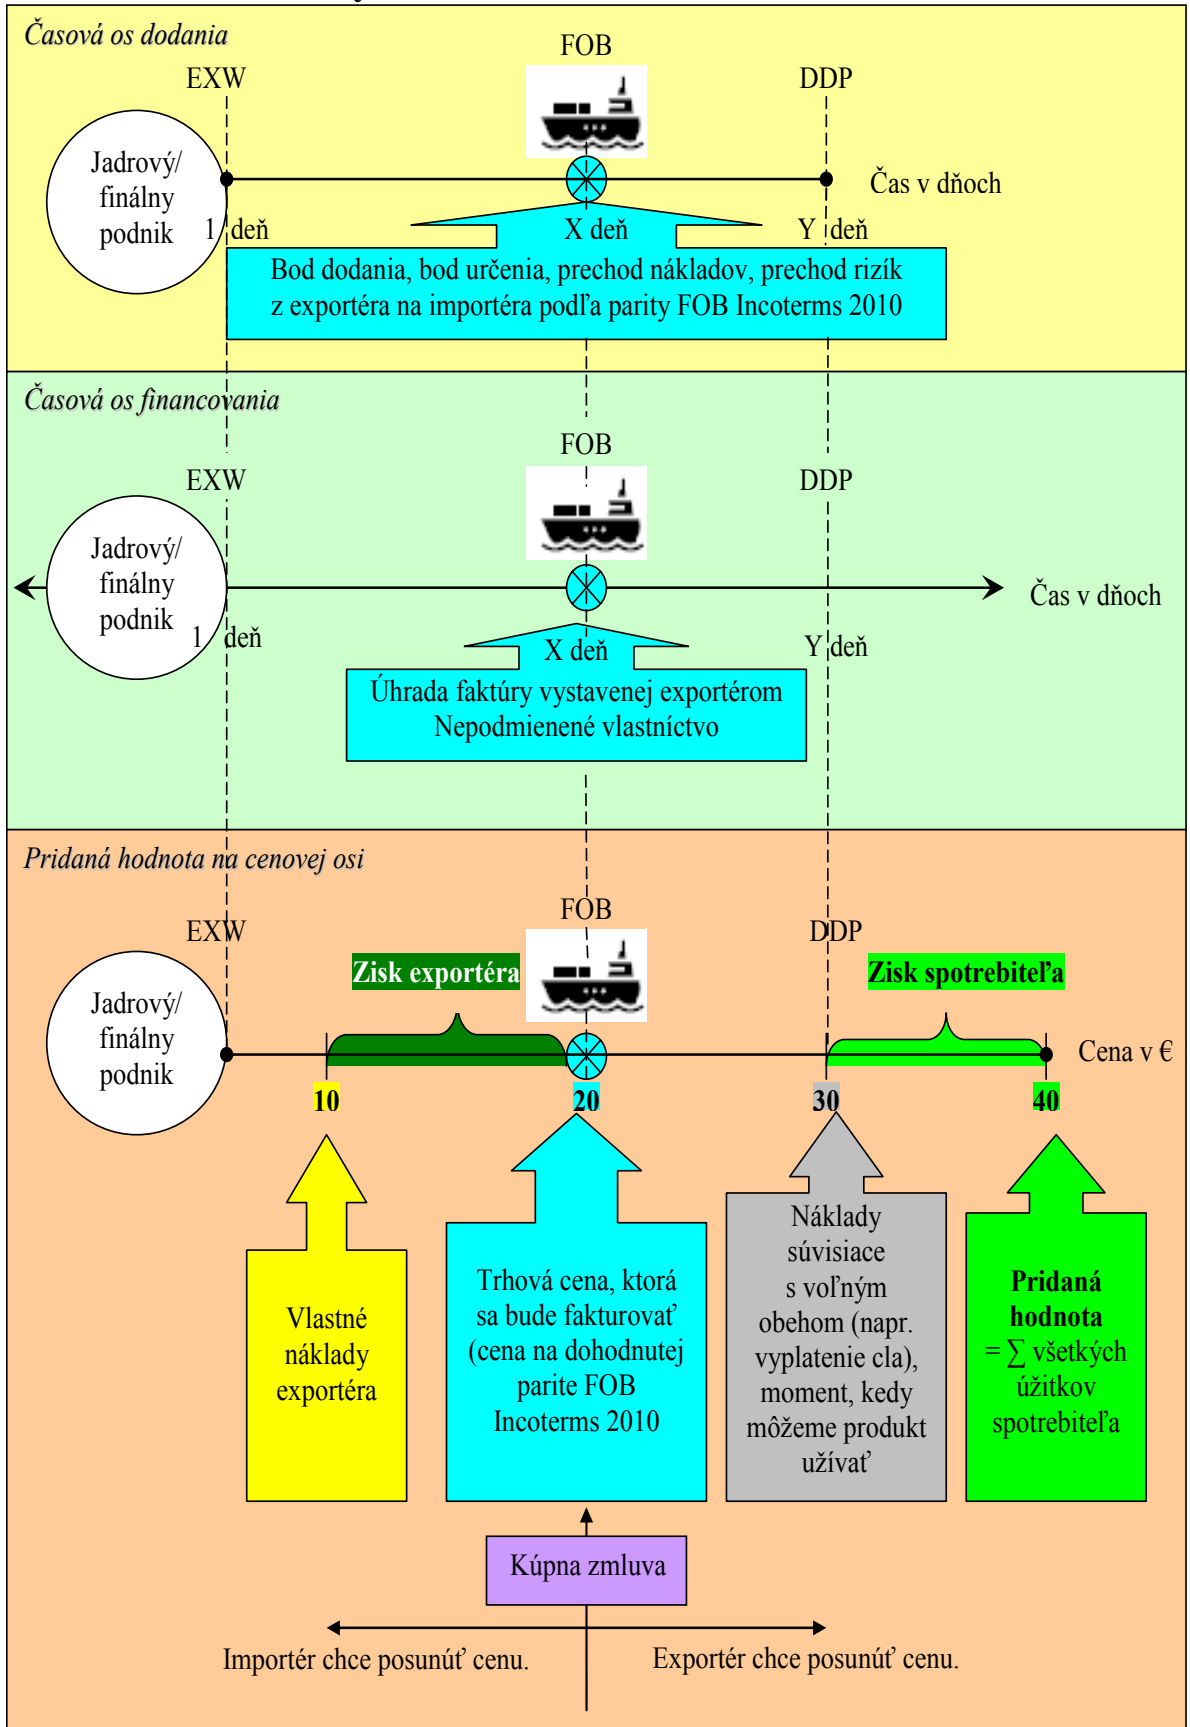 Časová os dodania
FOB
EXW
DDP
Jadrový/
finálny
podnik
Čas v dňoch
1 deň
X deň
Y deň
Bod dodania, bod určenia, prechod nákladov, prechod rizík
z exportéra na importéra podľa parity FOB Incoterms 2010
Časová os financovania
FOB
EXW
DDP
Jadrový/
finálny
podnik
Čas v dňoch
1 deň
X deň
Y deň
Úhrada faktúry vystavenej exportérom
Nepodmienené vlastníctvo
Pridaná hodnota na cenovej osi
FOB
EXW
DDP
Zisk exportéra
Zisk spotrebiteľa
Jadrový/
finálny
podnik
Cena v €
10
20
30
40
Vlastné
náklady
exportéra
Trhová cena, ktorá
sa bude fakturovať
(cena na dohodnutej
parite FOB
Incoterms 2010
Náklady
súvisiace
s voľným
obehom (napr.
vyplatenie cla),
moment, kedy
môžeme produkt
užívať
Pridaná
hodnota
= ∑ všetkých
úžitkov
spotrebiteľa
Kúpna zmluva
Importér chce posunúť cenu.
Exportér chce posunúť cenu.